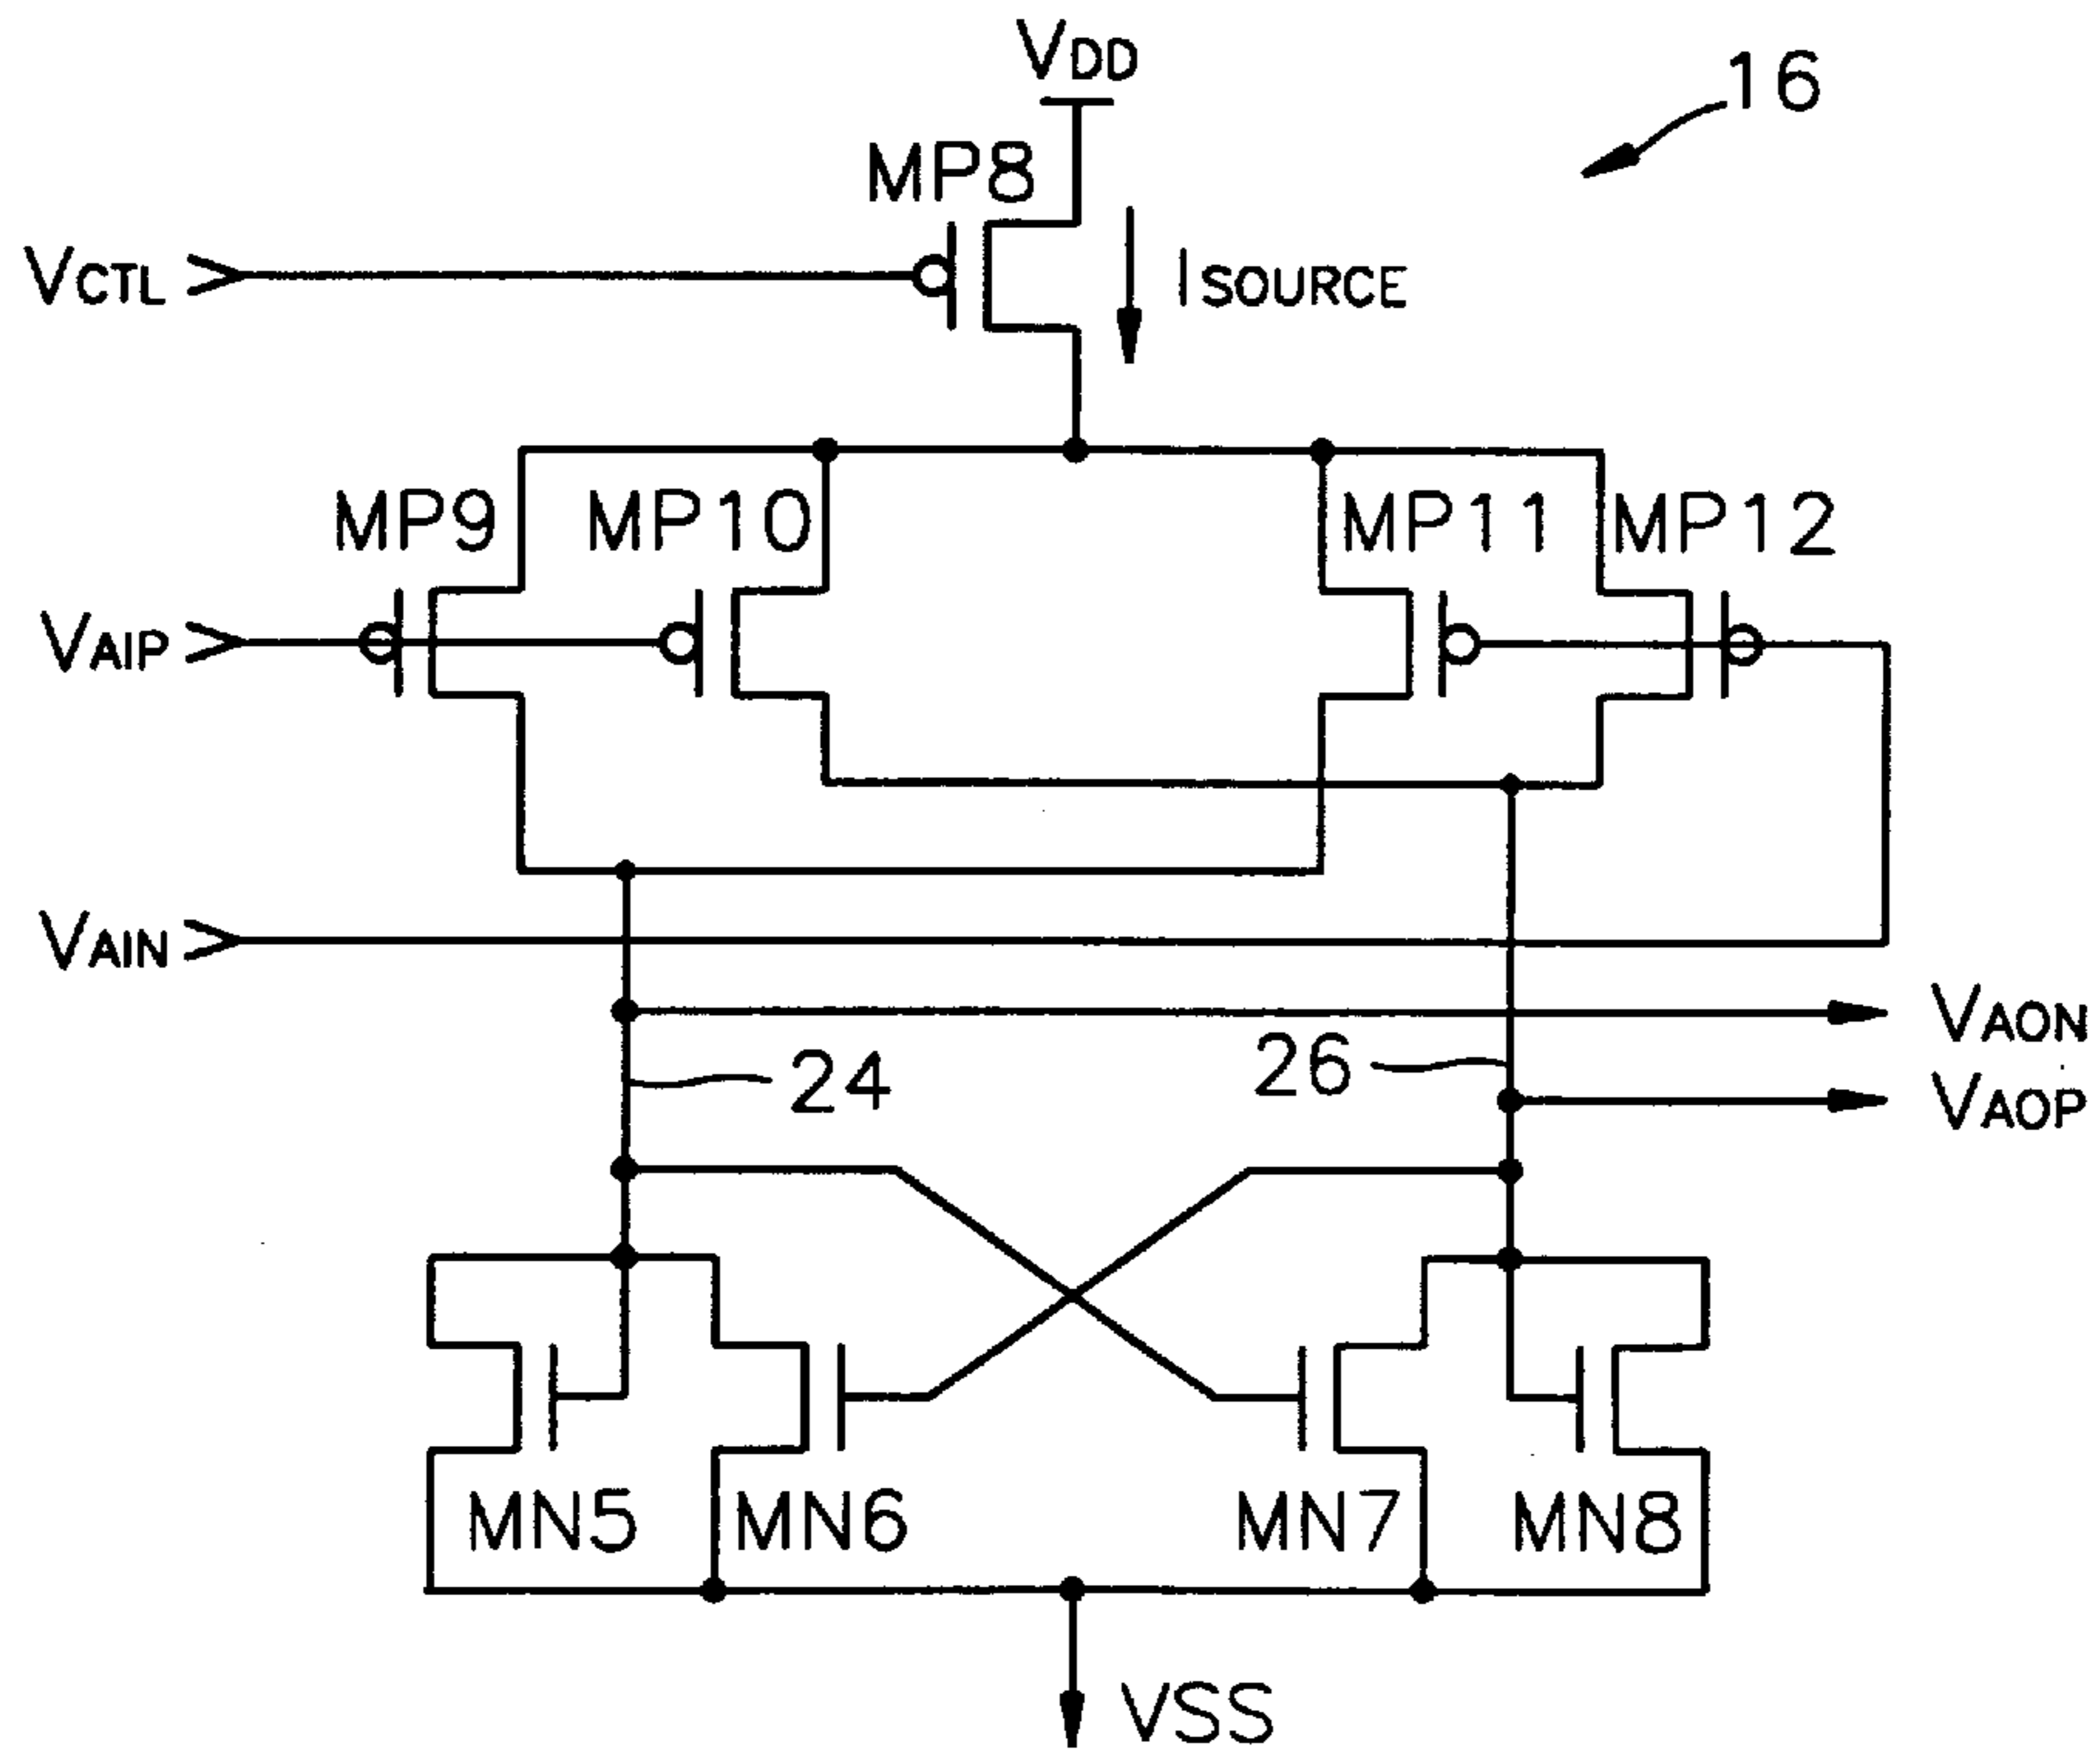 VDD
16
MP8
VCTL
ISOURCE
MP9 MP10 MP11 MP12
VAIP
VAIN
VAON
24 26
VAOP
MN5 MN6 MN7 MN8
VSS